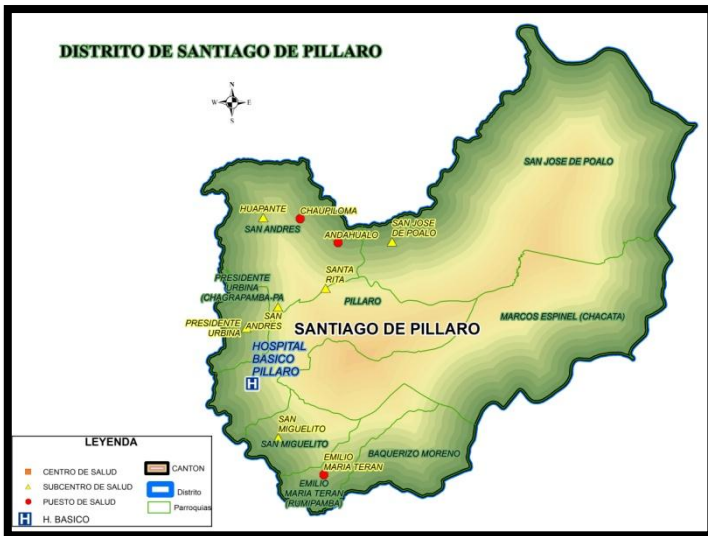 DISTRITO DE SANTIAGO DE PILLARO
N
W E
S
SAN JOSE DE POALO
HUAPANTE
CHAUPILOMA
SAN ANDRES
ANDAHUALO
SAN JOSE
DE POALO
SANTA
RITA
PRESIDENTE
URBINA
(CHAGRAPAMBA-PA
PILLARO
SAN
ANDRES
PRESIDENTE
URBINA
SANTIAGO DE PILLARO
MARCOS ESPINEL (CHACATA)
HOSPITAL
BASICO
PILLARO
H
SAN
MIGUELITO
SAN MIGUELITO
EMILIO
MARIA TERAN
BAQUERIZO MORENO
EMILIO
MARIA TERAN
(RUMIPAMBA)
LEYENDA
CENTRO DE SALUD
SUBCENTRO DE SALUD
PUESTO DE SALUD
H H. BASICO
CANTON
Distrito
Parroquias